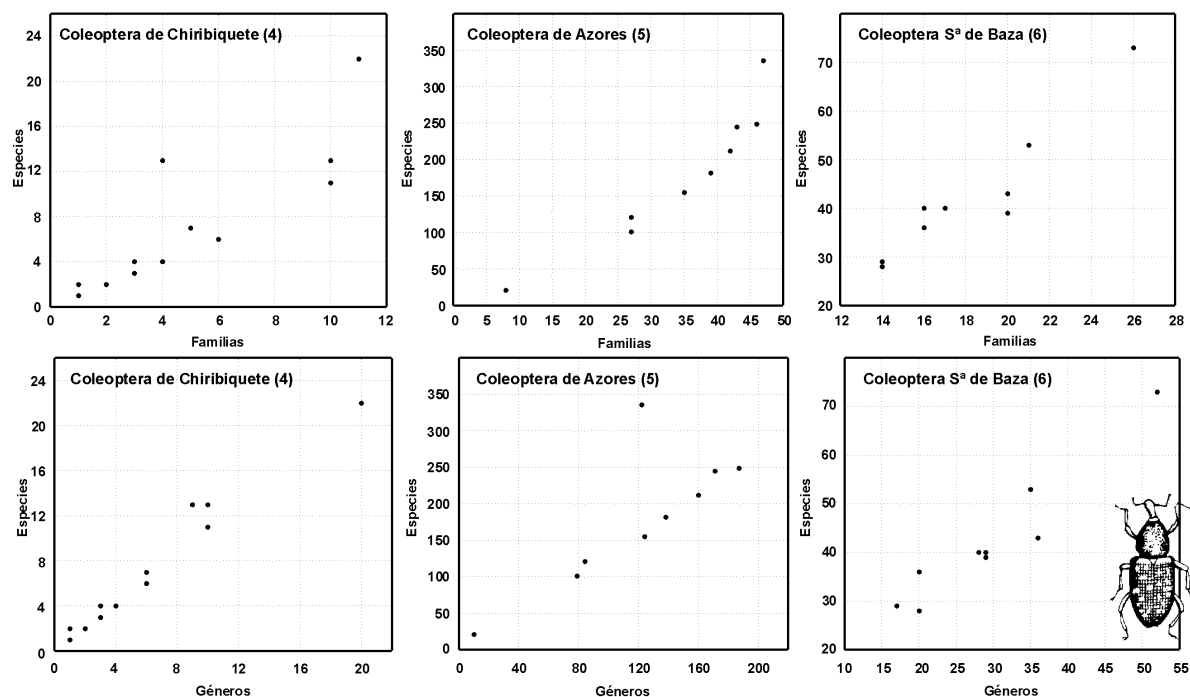 Coleoptera de Chiribiquete (4)
Especies
24
20
16
12
8
4
0
0 2 4 6 8 10 12
Familias
Coleoptera de Azores (5)
Especies
350
300
250
200
150
100
50
0
0 5 10 15 20 25 30 35 40 45 50
Familias
Coleoptera Sª de Baza (6)
Especies
70
60
50
40
30
20
12 14 16 18 20 21 24 26 28
Familias
Coleoptera de Chiribiquete (4)
Especies
24
20
16
12
8
4
0
0 4 8 12 16 20
Géneros
Coleoptera de Azores (5)
Especies
350
300
250
200
150
100
50
0
0 40 80 120 160 200
Géneros
Coleoptera Sª de Baza (6)
Especies
70
60
50
40
30
20
10 15 20 25 30 35 40 45 50 55
Géneros